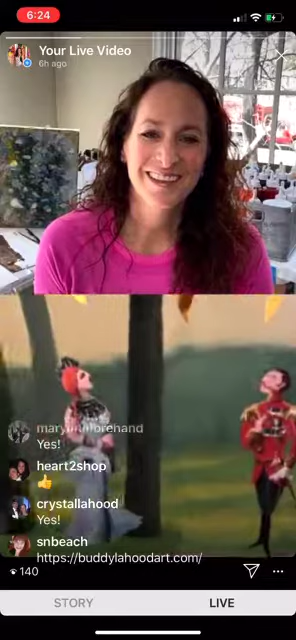 6:24
Your Live Video
6h ago
Yes!
heart2shop
👍
crystallahood
Yes!
snbeach
https://buddylahoodart.com/
140
STORY
LIVE